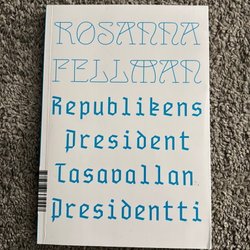 ROSANNA
FELLMAN
Republikens
President
Tasavallan
Presidentti